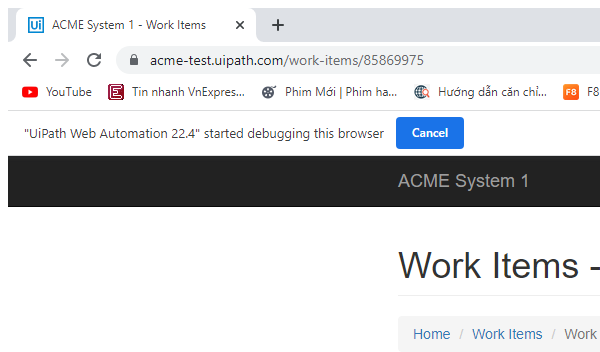 ACME System 1 - Work Items
acme-test.uipath.com/work-items/85869975
YouTube Tin nhanh VnExpres... Phim Mới | Phim ha... Hướng dẫn căn chỉ... F8 F8
"UiPath Web Automation 22.4" started debugging this browser Cancel
ACME System 1
Work Items -
Home / Work Items / Work